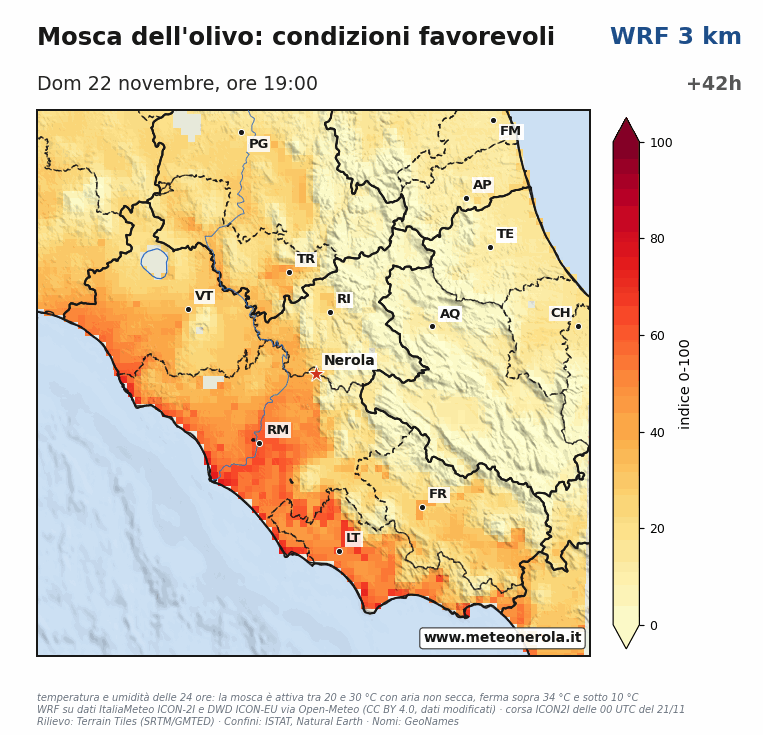 Mosca dell'olivo: condizioni favorevoli
WRF 3 km
Dom 22 novembre, ore 19:00
+42h
FM
PG
AP
TE
TR
VT
RI
AQ
CH
Nerola
RM
FR
LT
www.meteonerola.it
100
80
60
40
20
0
indice 0-100
temperatura e umidità delle 24 ore: la mosca è attiva tra 20 e 30 °C con aria non secca, ferma sopra 34 °C e sotto 10 °C
WRF su dati ItaliaMeteo ICON-2I e DWD ICON-EU via Open-Meteo (CC BY 4.0, dati modificati) · corsa ICON2I delle 00 UTC del 21/11
Rilievo: Terrain Tiles (SRTM/GMTED) · Confini: ISTAT, Natural Earth · Nomi: GeoNames